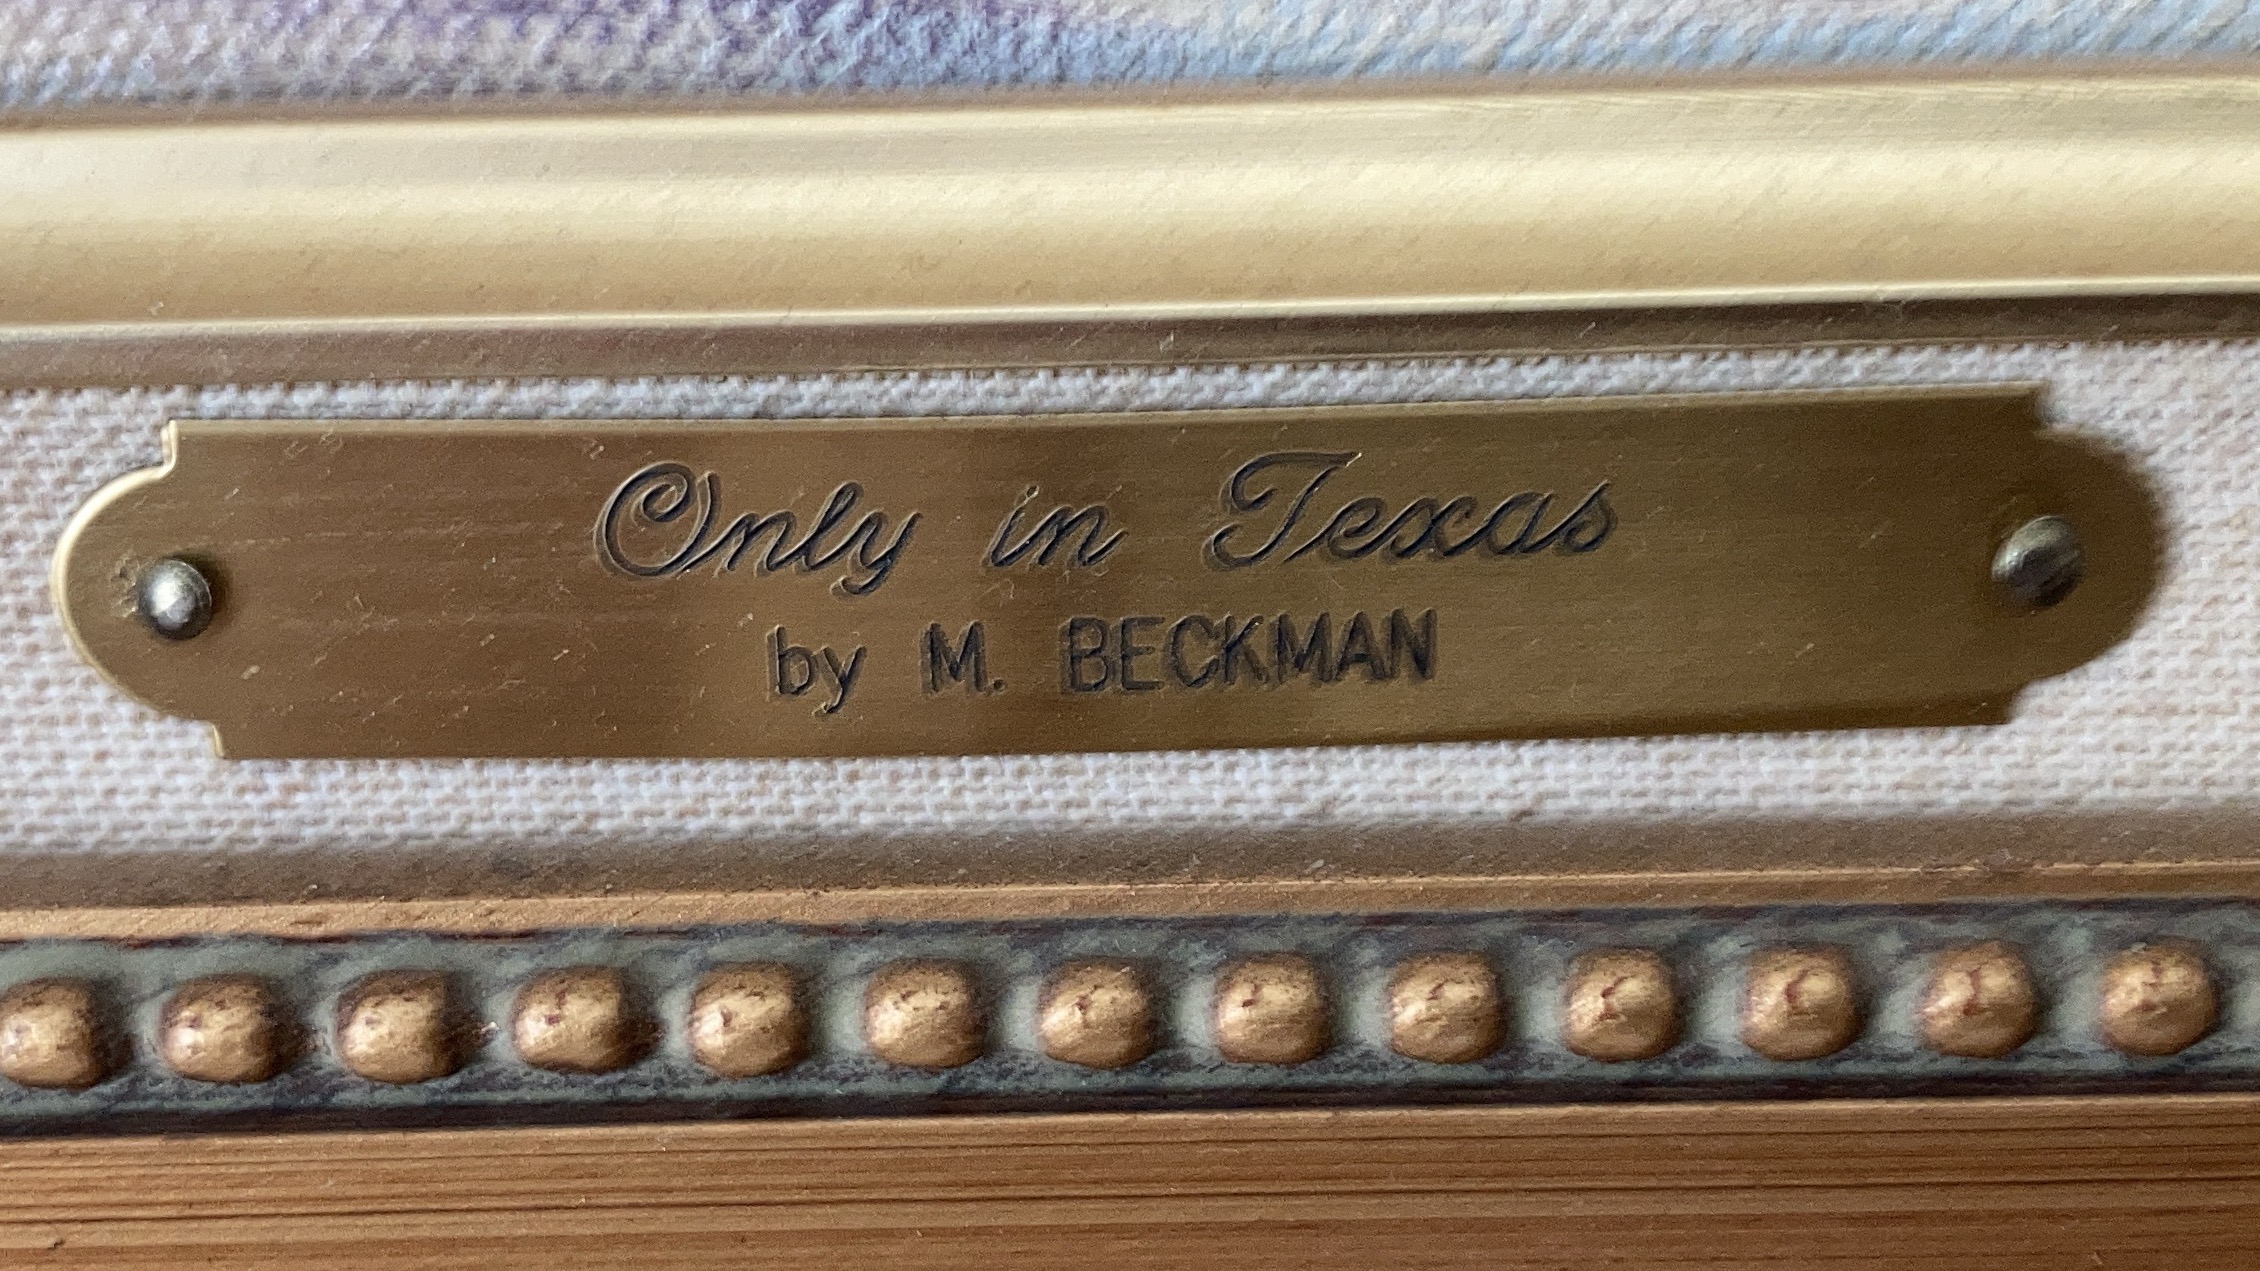 Only in Texas
by M. BECKMAN